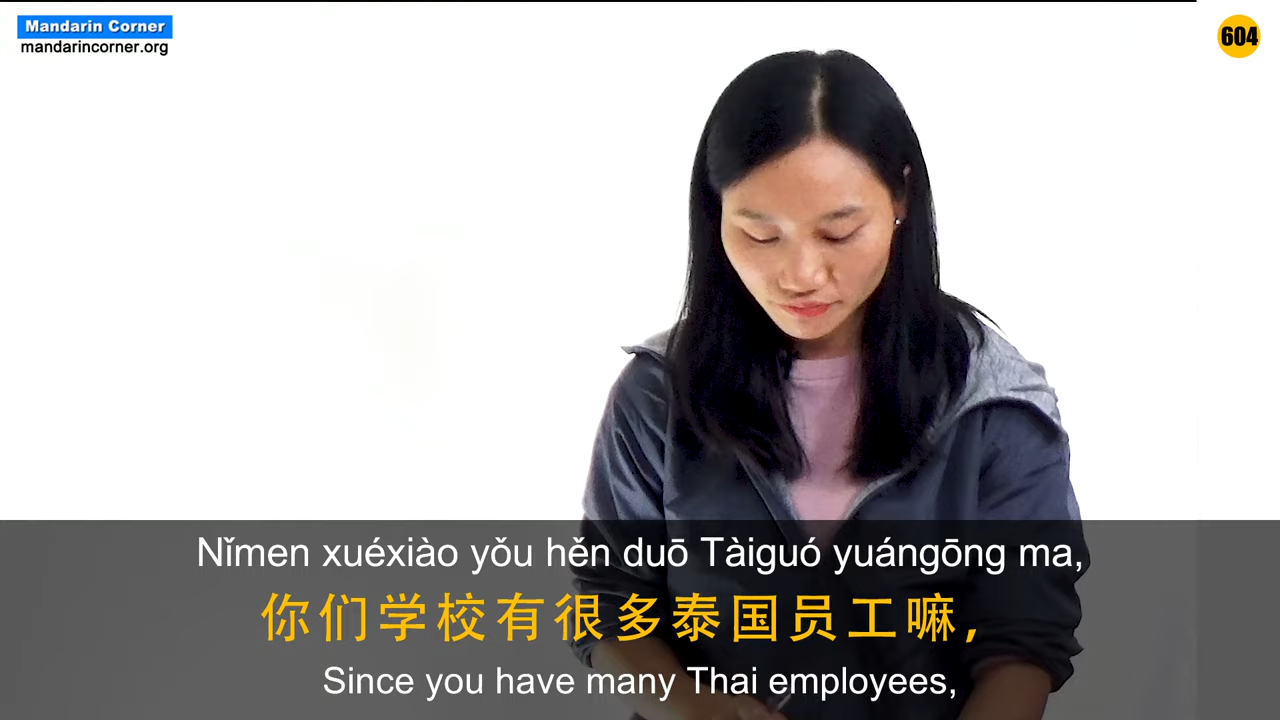 Mandarin Corner
mandarincorner.org
604
Nǐmen xuéxiào yǒu hěn duō Tàiguó yuángōng ma,
你们学校有很多泰国员工嘛,
Since you have many Thai employees,